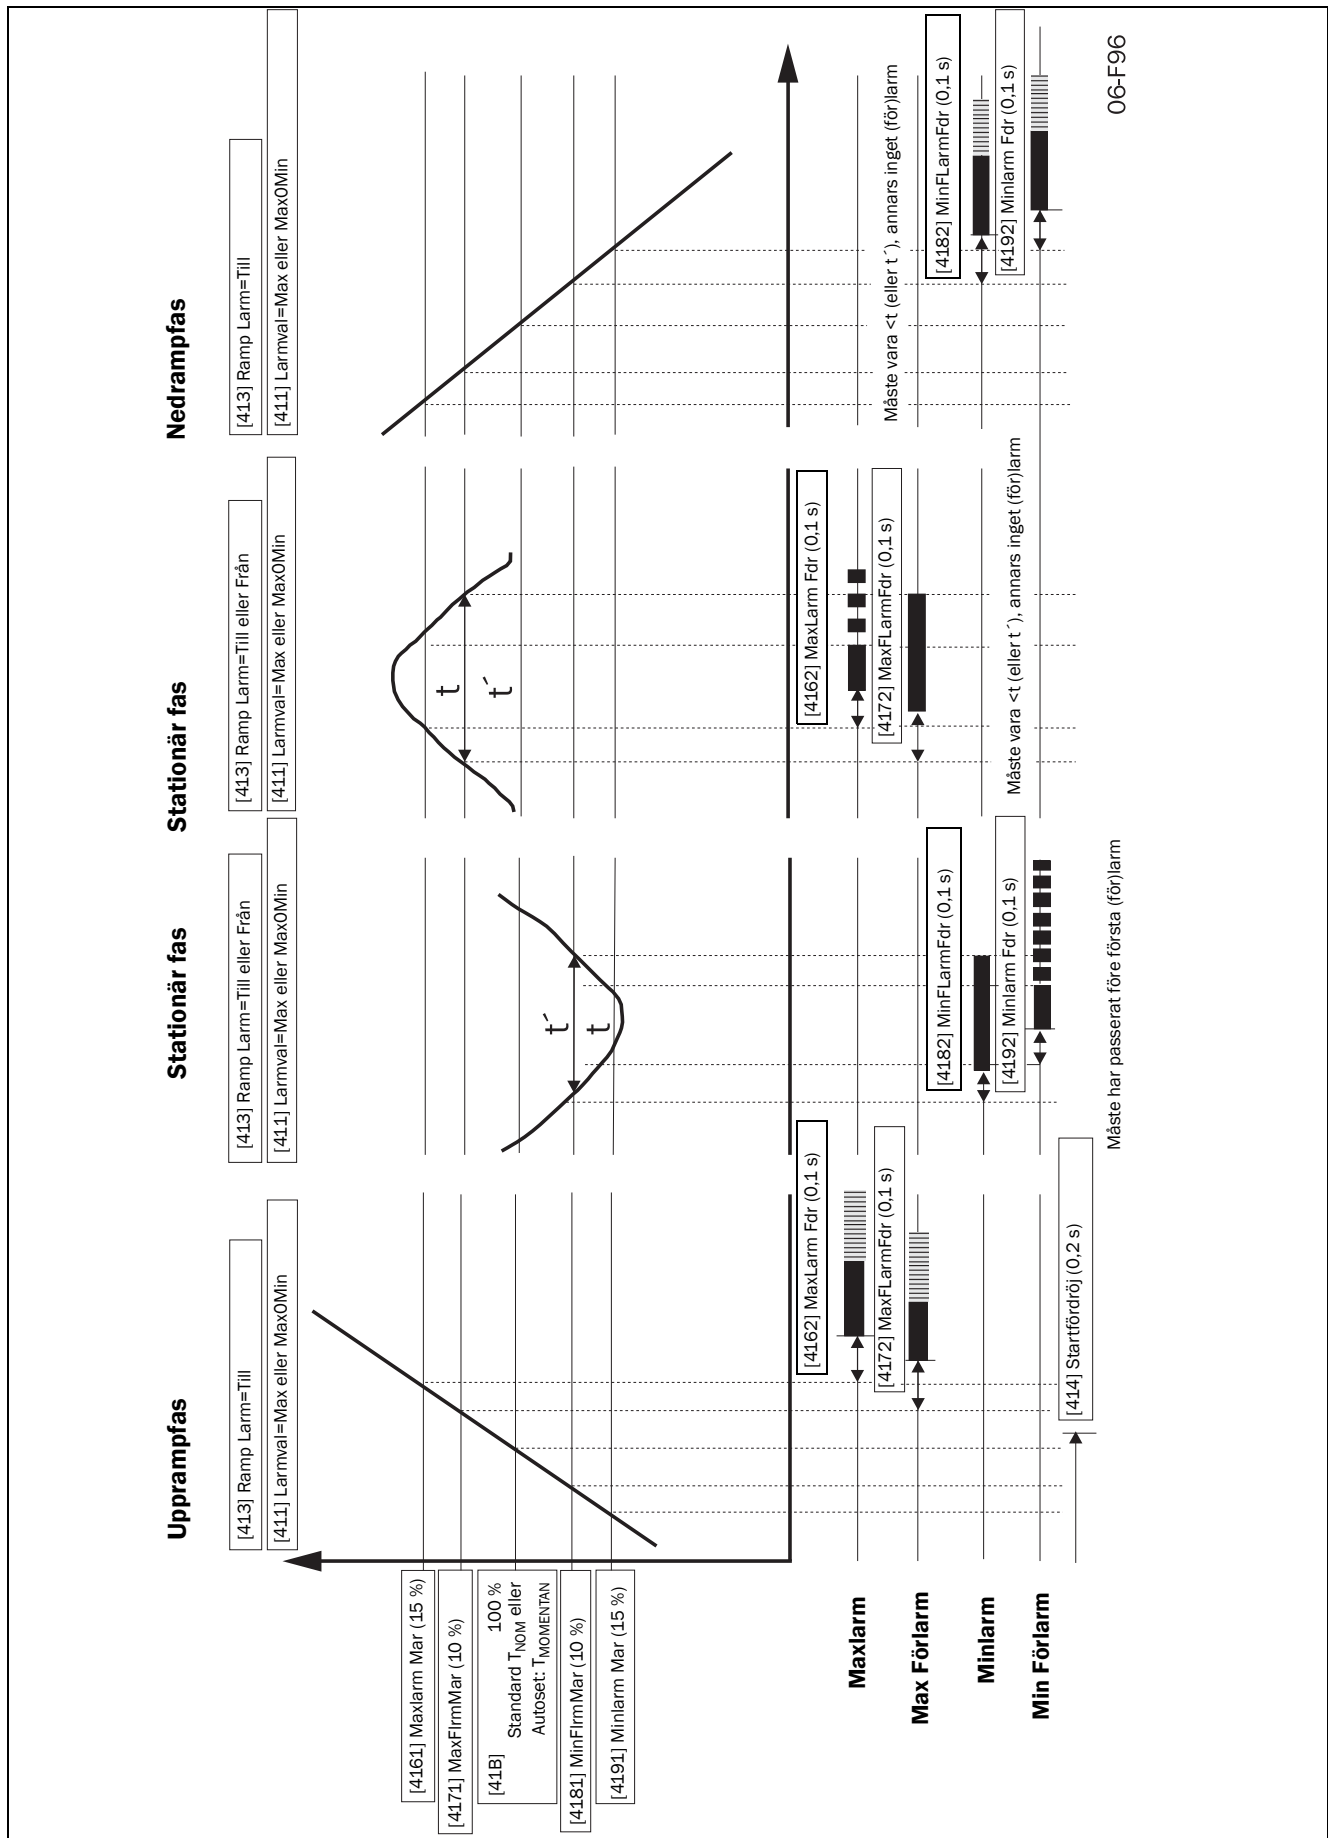 Upprampfas
Stationär fas
Stationär fas
Nedrampfas
[413] Ramp Larm=Till
[413] Ramp Larm=Till eller Från
[413] Ramp Larm=Till eller Från
[413] Ramp Larm=Till
[411] Larmval=Max eller Max0Min
[411] Larmval=Max eller Max0Min
[411] Larmval=Max eller Max0Min
[411] Larmval=Max eller Max0Min
[4161] Maxlarm Mar (15 %)
[4171] MaxFlrmMar (10 %)
[41B] 100 %
Standard TNOM eller
Autoset: TMOMENTAN
[4181] MinFlrmMar (10 %)
[4191] Minlarm Mar (15 %)
t´
t
t
t´
[4162] MaxLarm Fdr (0,1 s)
[4162] MaxLarm Fdr (0,1 s)
Maxlarm
[4172] MaxFLarmFdr (0,1 s)
[4172] MaxFLarmFdr (0,1 s)
Måste vara <t (eller t´), annars inget (för)larm
Max Förlarm
[4182] MinFLarmFdr (0,1 s)
[4182] MinFLarmFdr (0,1 s)
Minlarm
[4192] Minlarm Fdr (0,1 s)
[4192] Minlarm Fdr (0,1 s)
Måste vara <t (eller t´), annars inget (för)larm
Min Förlarm
[414] Startfördröj (0,2 s)
Måste har passerat före första (för)larm
06-F96